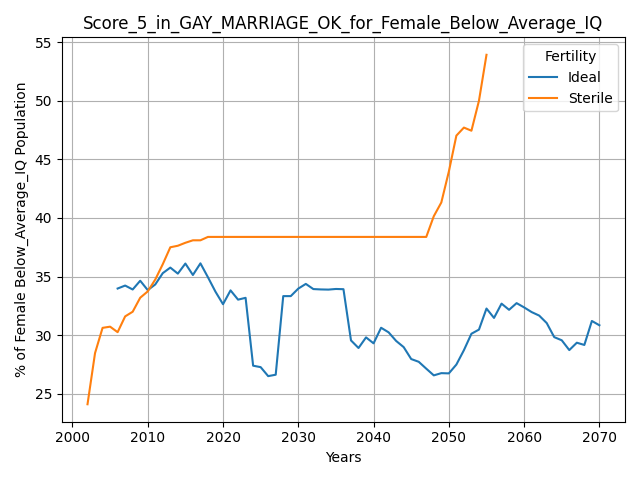 Score_5_in_GAY_MARRIAGE_OK_for_Female_Below_Average_IQ
% of Female Below_Average_IQ Population
55
50
45
40
35
30
25
Fertility
Ideal
Sterile
2000 2010 2020 2030 2040 2050 2060 2070
Years